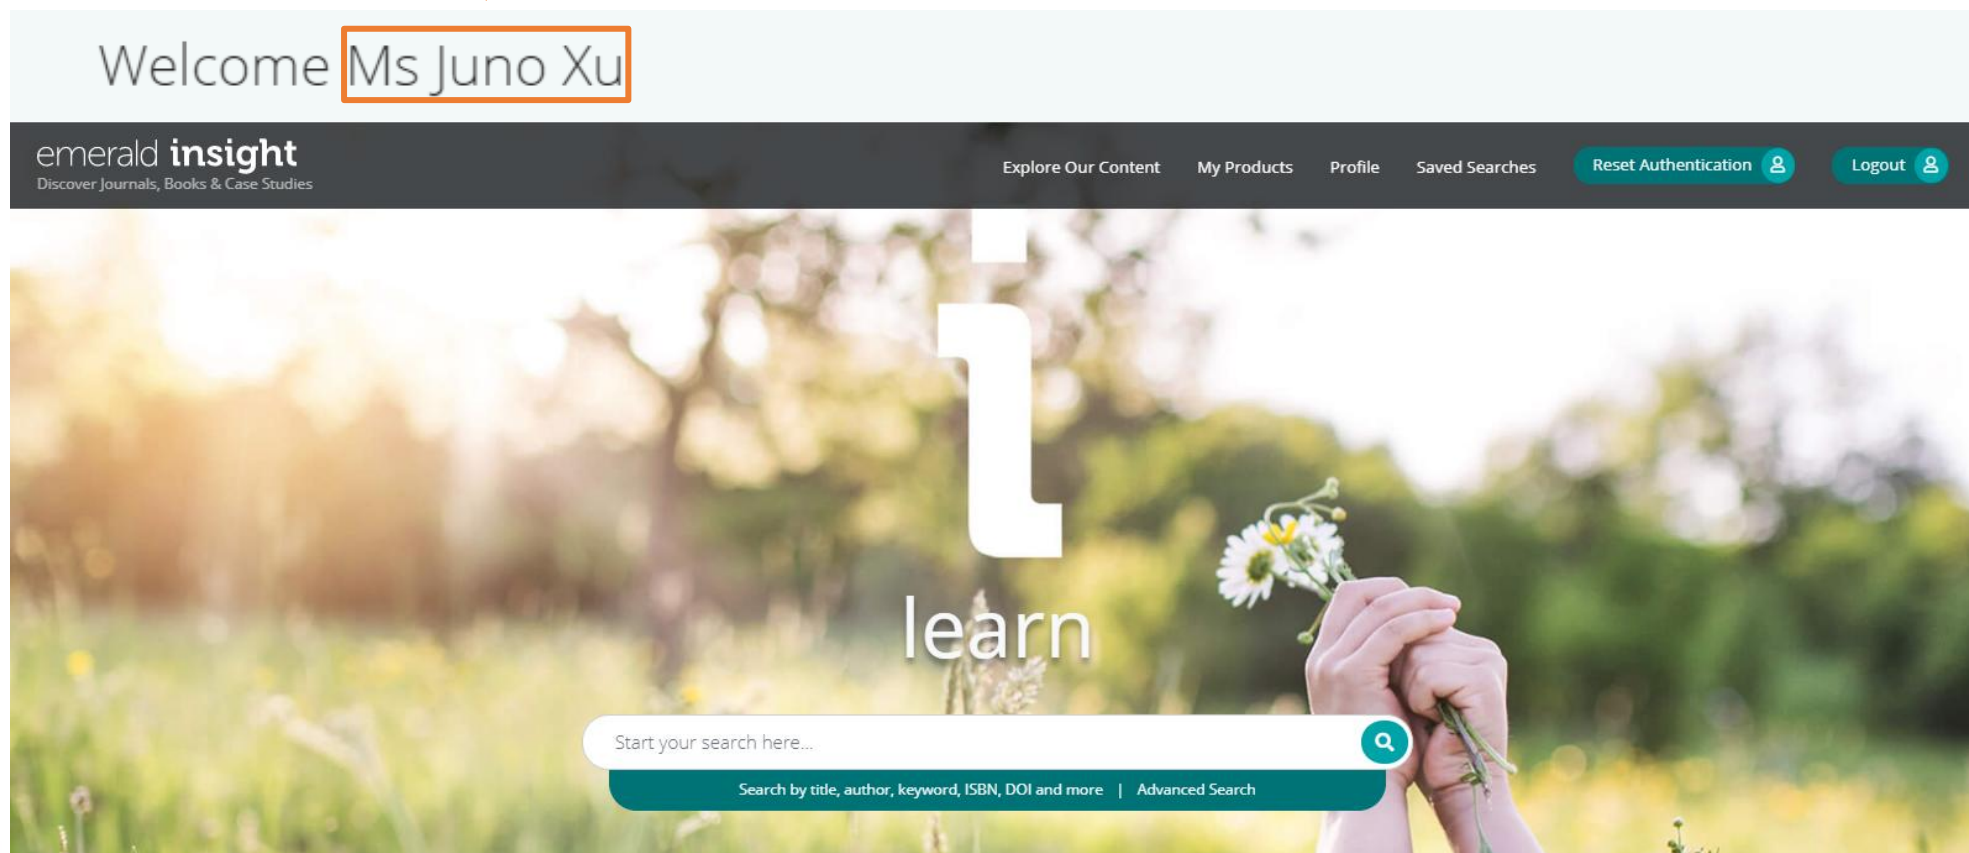 Welcome Ms Juno Xu
emerald insight
Discover Journals, Books & Case Studies
Explore Our Content My Products Profile Saved Searches Reset Authentication Logout
i
learn
Start your search here...
Search by title, author, keyword, ISBN, DOI and more | Advanced Search